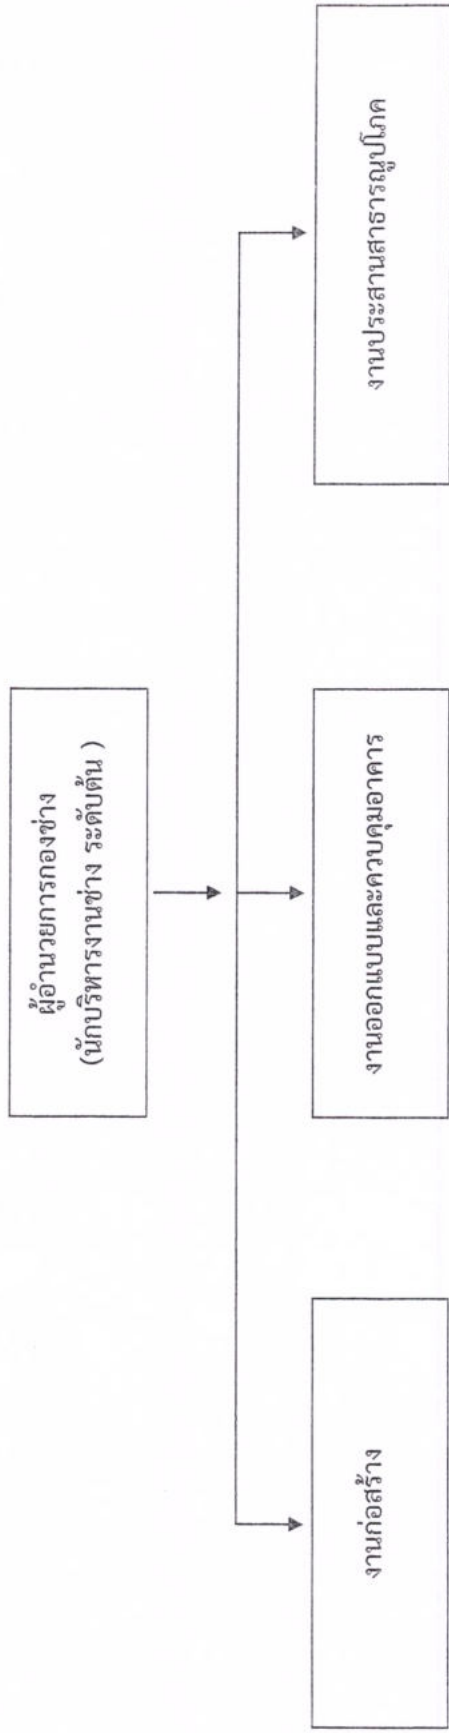 ผู้อำนวยการกองช่าง
(นักบริหารงานช่าง ระดับต้น )
งานก่อสร้าง
งานออกแบบและควบคุมอาคาร
งานประสานสาธารณูปโภค